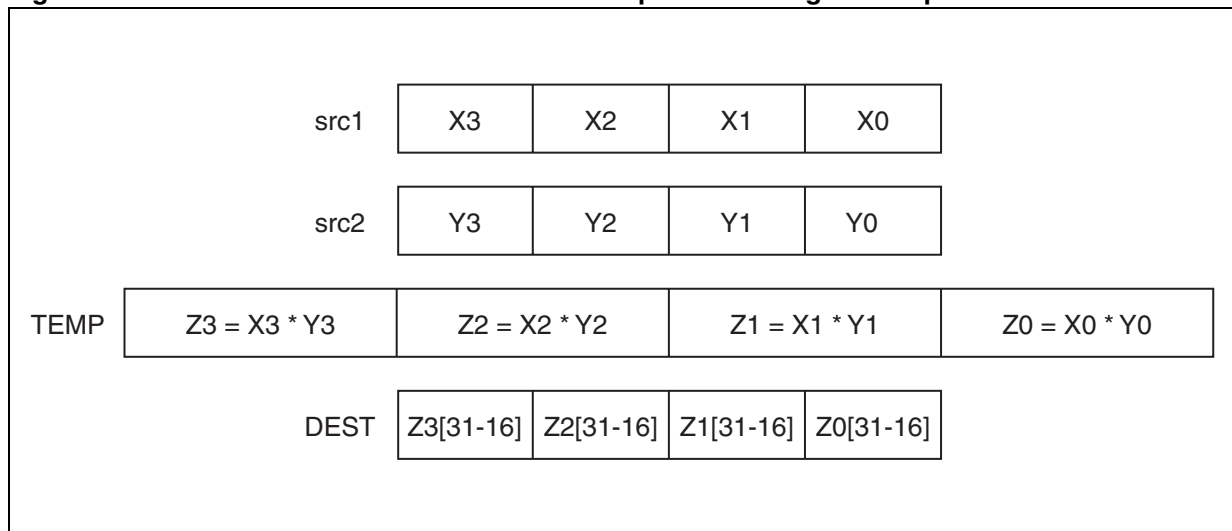 src1 X3 X2 X1 X0
src2 Y3 Y2 Y1 Y0
TEMP Z3 = X3 * Y3 Z2 = X2 * Y2 Z1 = X1 * Y1 Z0 = X0 * Y0
DEST Z3[31-16] Z2[31-16] Z1[31-16] Z0[31-16]